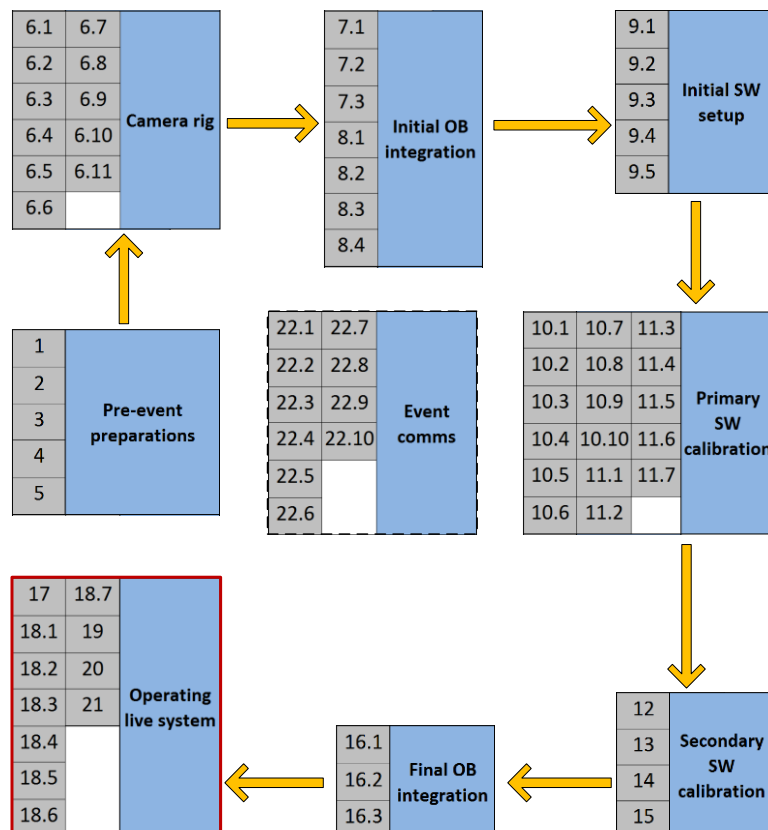 6.1 6.7
6.2 6.8
6.3 6.9
6.4 6.10
6.5 6.11
6.6
Camera rig
7.1
7.2
7.3
8.1
8.2
8.3
8.4
Initial OB
integration
9.1
9.2
9.3
9.4
9.5
Initial SW
setup
1
2
3
4
5
Pre-event
preparations
22.1 22.7
22.2 22.8
22.3 22.9
22.4 22.10
22.5
22.6
Event
comms
10.1 10.7 11.3
10.2 10.8 11.4
10.3 10.9 11.5
10.4 10.10 11.6
10.5 11.1 11.7
10.6 11.2
Primary
SW
calibration
17 18.7
18.1 19
18.2 20
18.3 21
18.4
18.5
18.6
Operating
live system
16.1
16.2
16.3
Final OB
integration
12
13
14
15
Secondary
SW
calibration